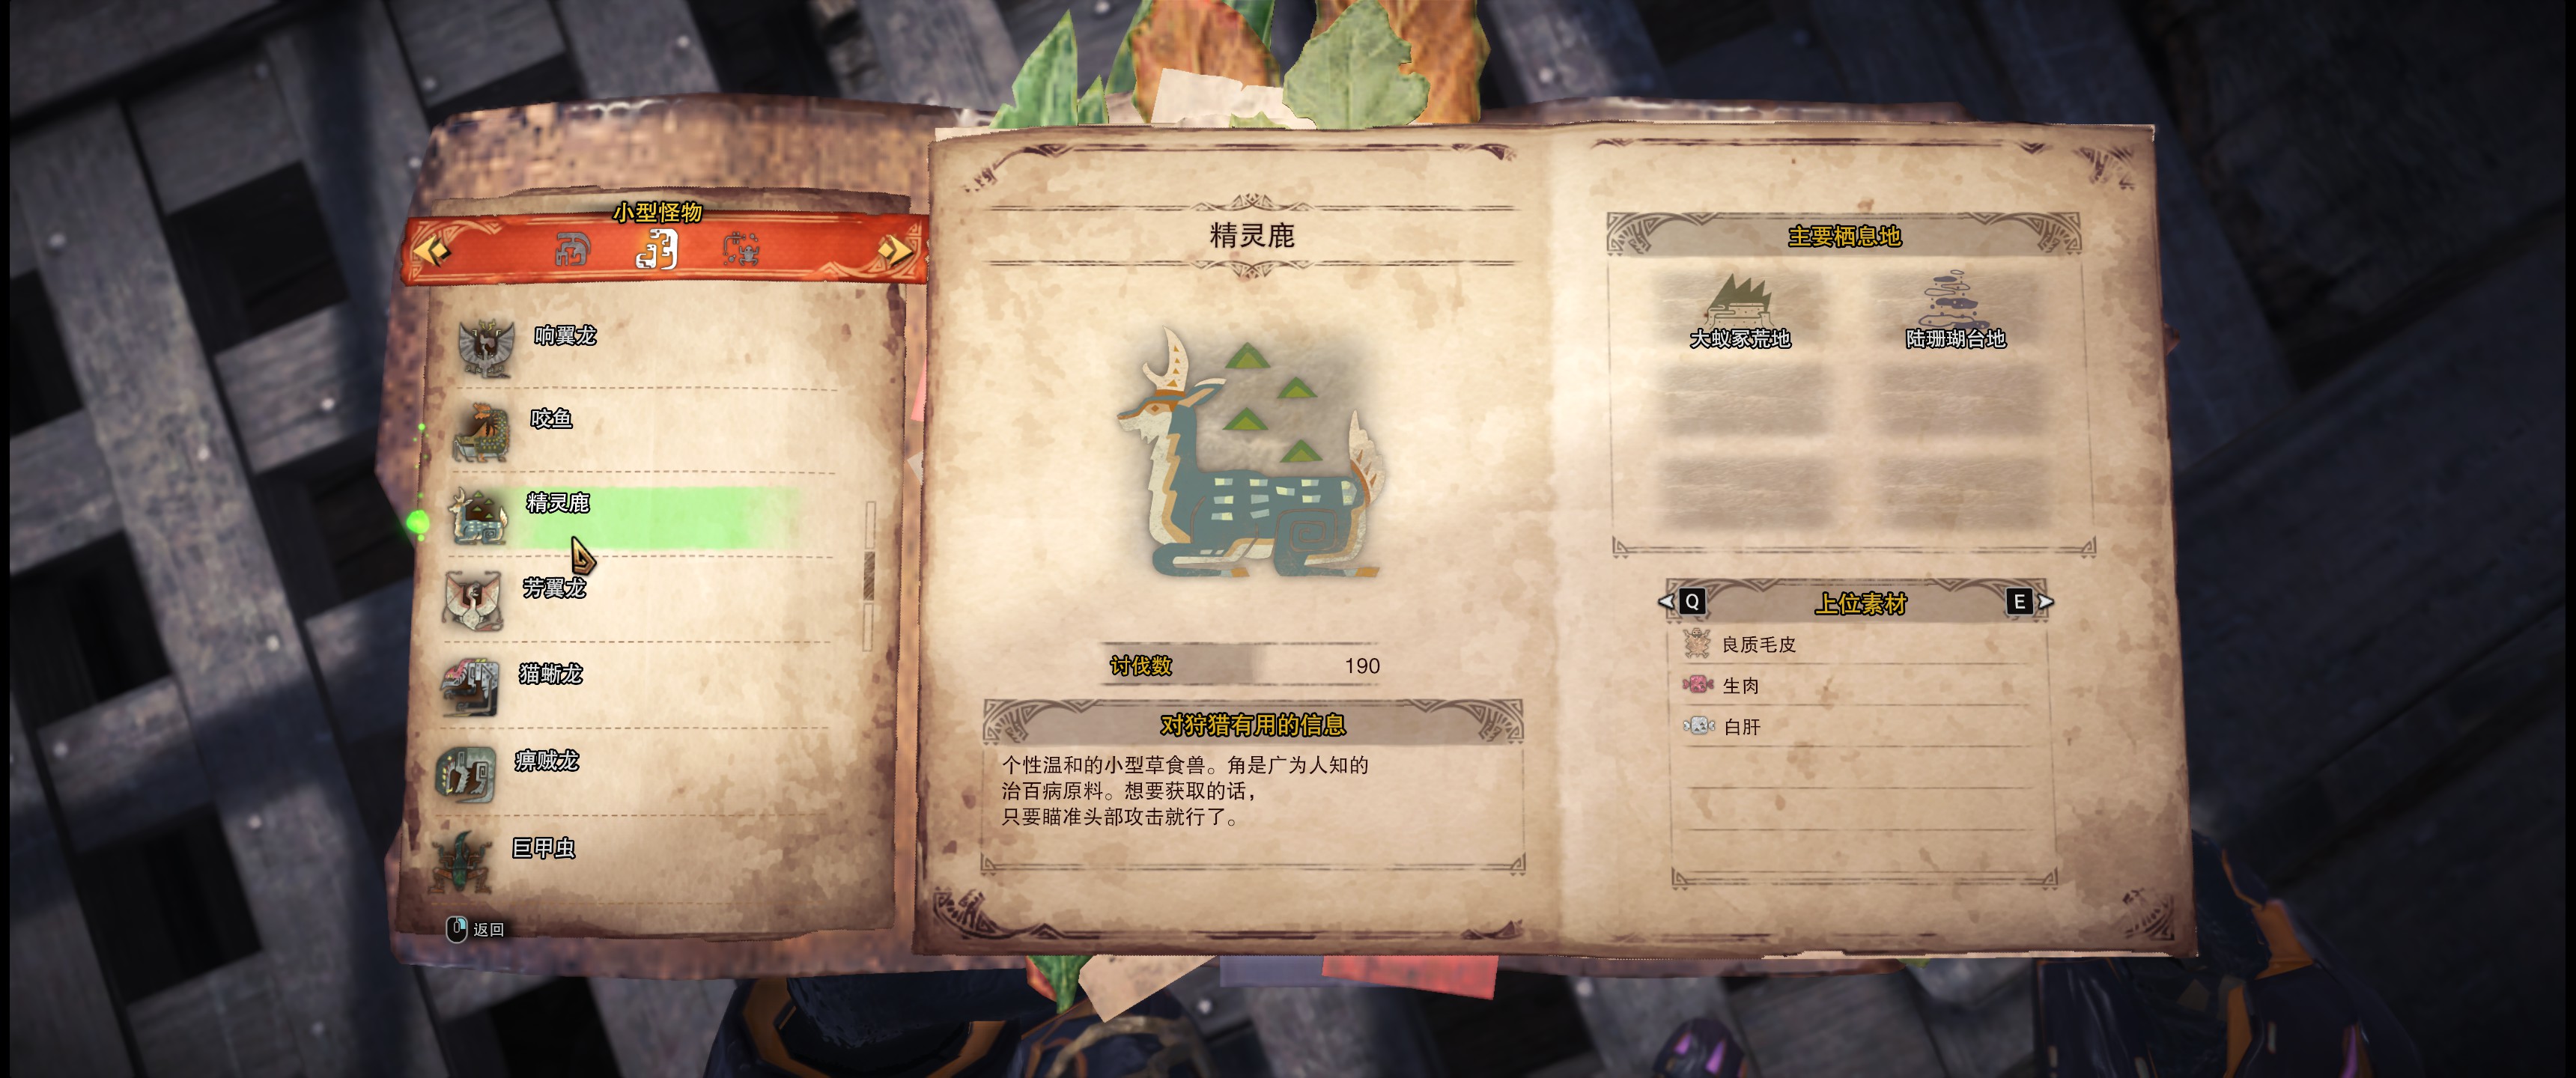 小型怪物
响翼龙
咬鱼
精灵鹿
芳翼龙
猫蜥龙
痹贼龙
巨甲虫
返回
精灵鹿
讨伐数 190
对狩猎有用的信息
个性温和的小型草食兽。角是广为人知的
治百病原料。想要获取的话，
只要瞄准头部攻击就行了。
主要栖息地
大蚁冢荒地 陆珊瑚台地
Q 上位素材 E
良质毛皮
生肉
白肝